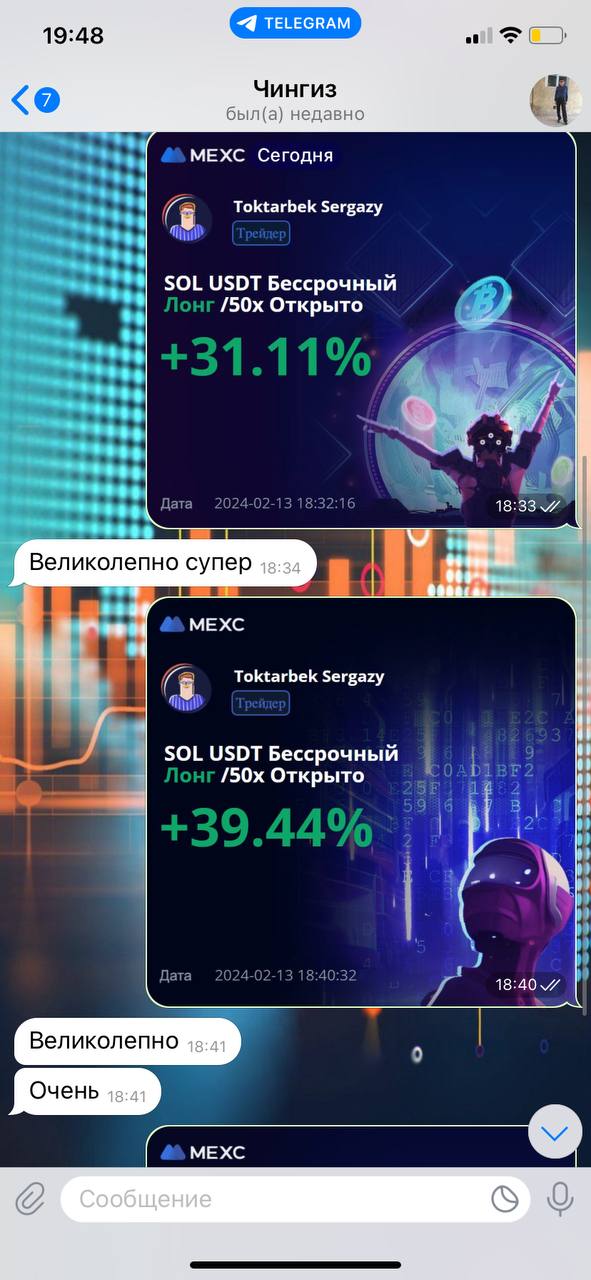 19:48
TELEGRAM
7
Чингиз
был(а) недавно
MEXC
Сегодня
Toktarbek Sergazy
Трейдер
SOL USDT Бессрочный
Лонг /50x Открыто
+31.11%
Дата 2024-02-13 18:32:16
18:33
Великолепно супер 18:34
MEXC
Toktarbek Sergazy
Трейдер
SOL USDT Бессрочный
Лонг /50x Открыто
+39.44%
Дата 2024-02-13 18:40:32
18:40
Великолепно 18:41
Очень 18:41
MEXC
Сообщение